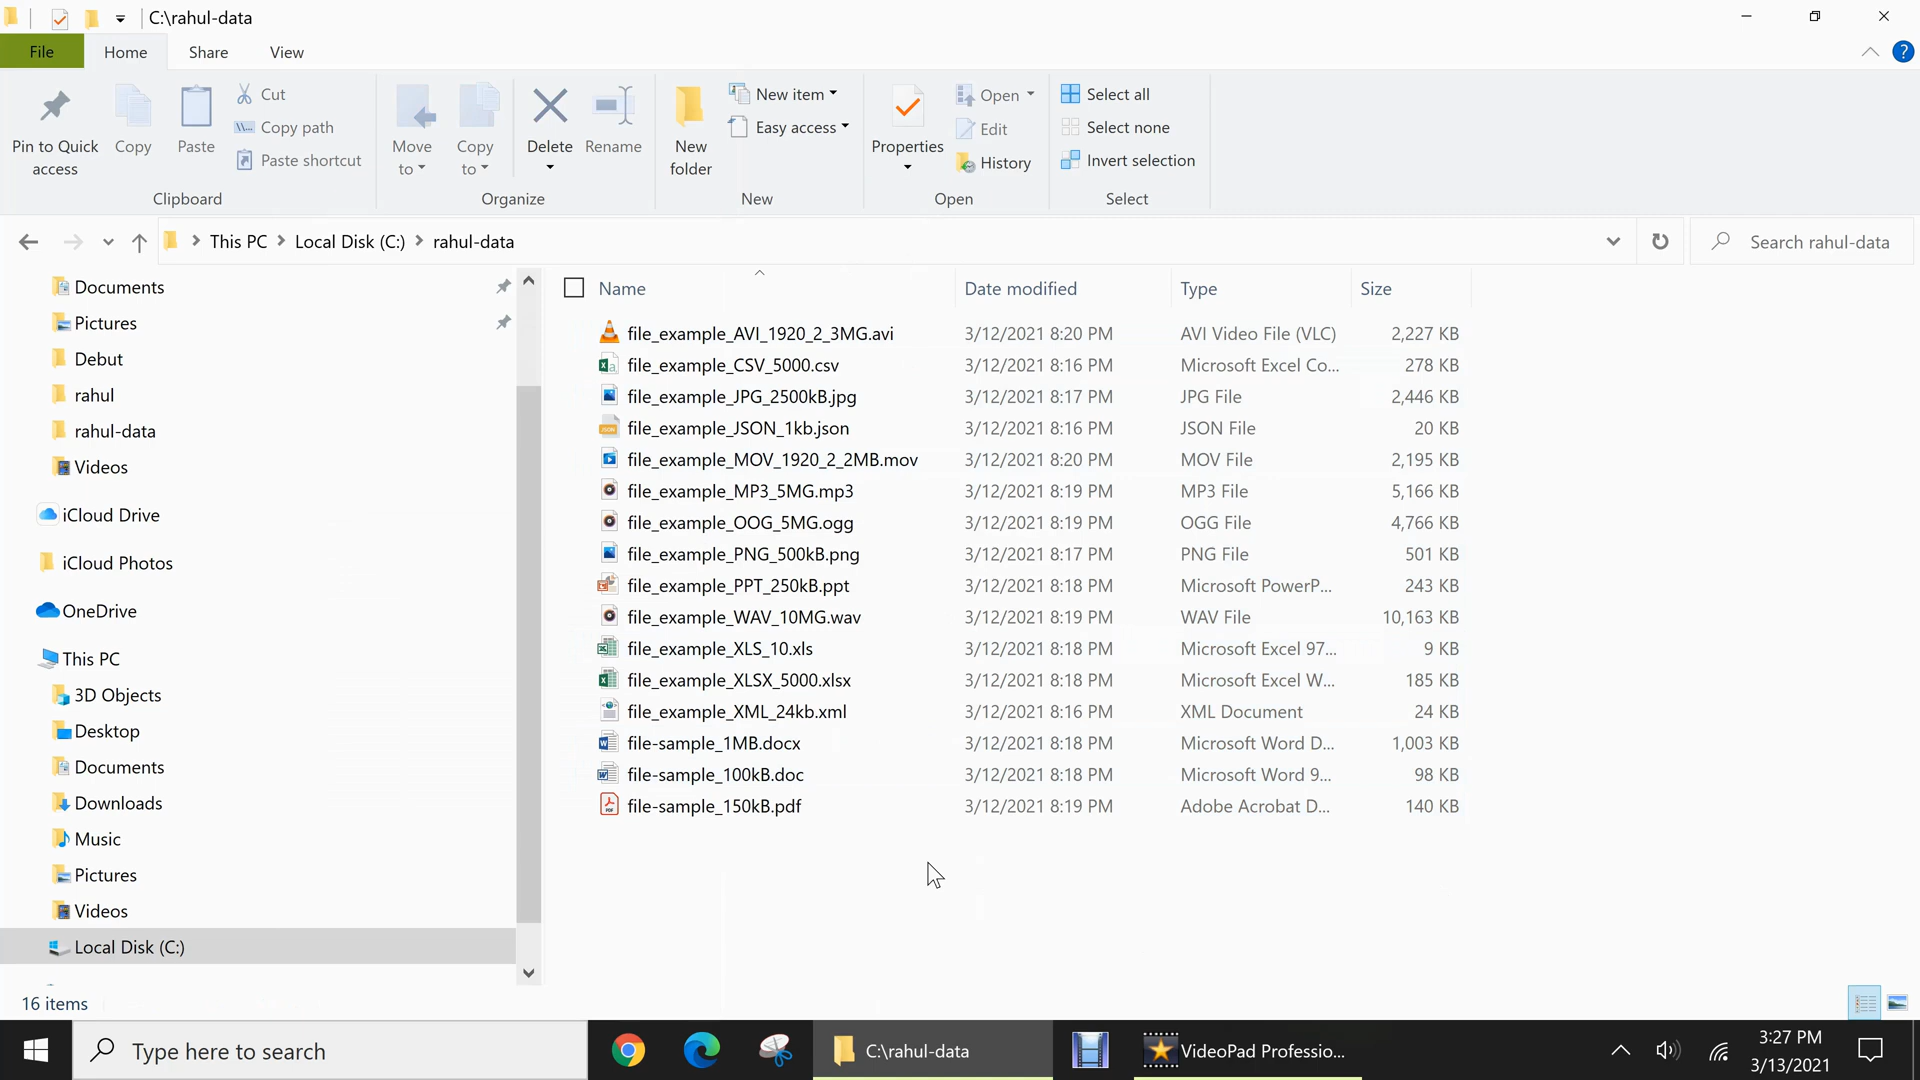 C:\rahul-data
File Home Share View
Pin to Quick access
Copy
Paste
Cut
Copy path
Paste shortcut
Clipboard
Move to
Copy to
Delete
Rename
Organize
New folder
New item
Easy access
New
Properties
Open
Edit
History
Open
Select all
Select none
Invert selection
Select
This PC Local Disk (C:) rahul-data
Search rahul-data
Documents
Pictures
Debut
rahul
rahul-data
Videos
iCloud Drive
iCloud Photos
OneDrive
This PC
3D Objects
Desktop
Documents
Downloads
Music
Pictures
Videos
Local Disk (C:)
Name Date modified Type Size
file_example_AVI_1920_2_3MG.avi 3/12/2021 8:20 PM AVI Video File (VLC) 2,227 KB
file_example_CSV_5000.csv 3/12/2021 8:16 PM Microsoft Excel Co... 278 KB
file_example_JPG_2500kB.jpg 3/12/2021 8:17 PM JPG File 2,446 KB
file_example_JSON_1kb.json 3/12/2021 8:16 PM JSON File 20 KB
file_example_MOV_1920_2_2MB.mov 3/12/2021 8:20 PM MOV File 2,195 KB
file_example_MP3_5MG.mp3 3/12/2021 8:19 PM MP3 File 5,166 KB
file_example_OOG_5MG.ogg 3/12/2021 8:19 PM OGG File 4,766 KB
file_example_PNG_500kB.png 3/12/2021 8:17 PM PNG File 501 KB
file_example_PPT_250kB.ppt 3/12/2021 8:18 PM Microsoft PowerP... 243 KB
file_example_WAV_10MG.wav 3/12/2021 8:19 PM WAV File 10,163 KB
file_example_XLS_10.xls 3/12/2021 8:18 PM Microsoft Excel 97... 9 KB
file_example_XLSX_5000.xlsx 3/12/2021 8:18 PM Microsoft Excel W... 185 KB
file_example_XML_24kb.xml 3/12/2021 8:16 PM XML Document 24 KB
file-sample_1MB.docx 3/12/2021 8:18 PM Microsoft Word D... 1,003 KB
file-sample_100kB.doc 3/12/2021 8:18 PM Microsoft Word 9... 98 KB
file-sample_150kB.pdf 3/12/2021 8:19 PM Adobe Acrobat D... 140 KB
16 items
Type here to search
C:\rahul-data
VideoPad Professio...
3:27 PM
3/13/2021